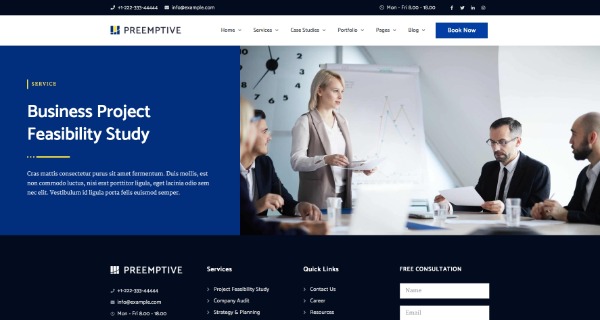 +1-222-333-44444 info@example.com Mon - Fri 8.00 - 18.00
PREEMPTIVE Home Services Case Studies Portfolio Pages Blog Book Now
SERVICE
Business Project
Feasibility Study
Cras mattis consectetur purus sit amet fermentum. Duis mollis, est
non commodo luctus, nisi erat porttitor ligula, eget lacinia odio sem
nec elit. Vestibulum id ligula porta felis euismod semper.
PREEMPTIVE Services Quick Links FREE CONSULTATION
+1-222-333-44444 Project Feasibility Study Contact Us Name
info@example.com Company Audit Career
Mon - Fri 8.00 - 18.00 Strategy & Planning Resources Email